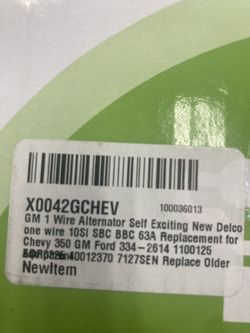 X0042GCHEV
100036013
GM 1 Wire Alternator Self Exciting New Delco
one wire 10SI SBC BBC 63A Replacement for
Chevy 350 GM Ford 334-2614 1100125
40012370 7127SEN Replace Older
NewItem